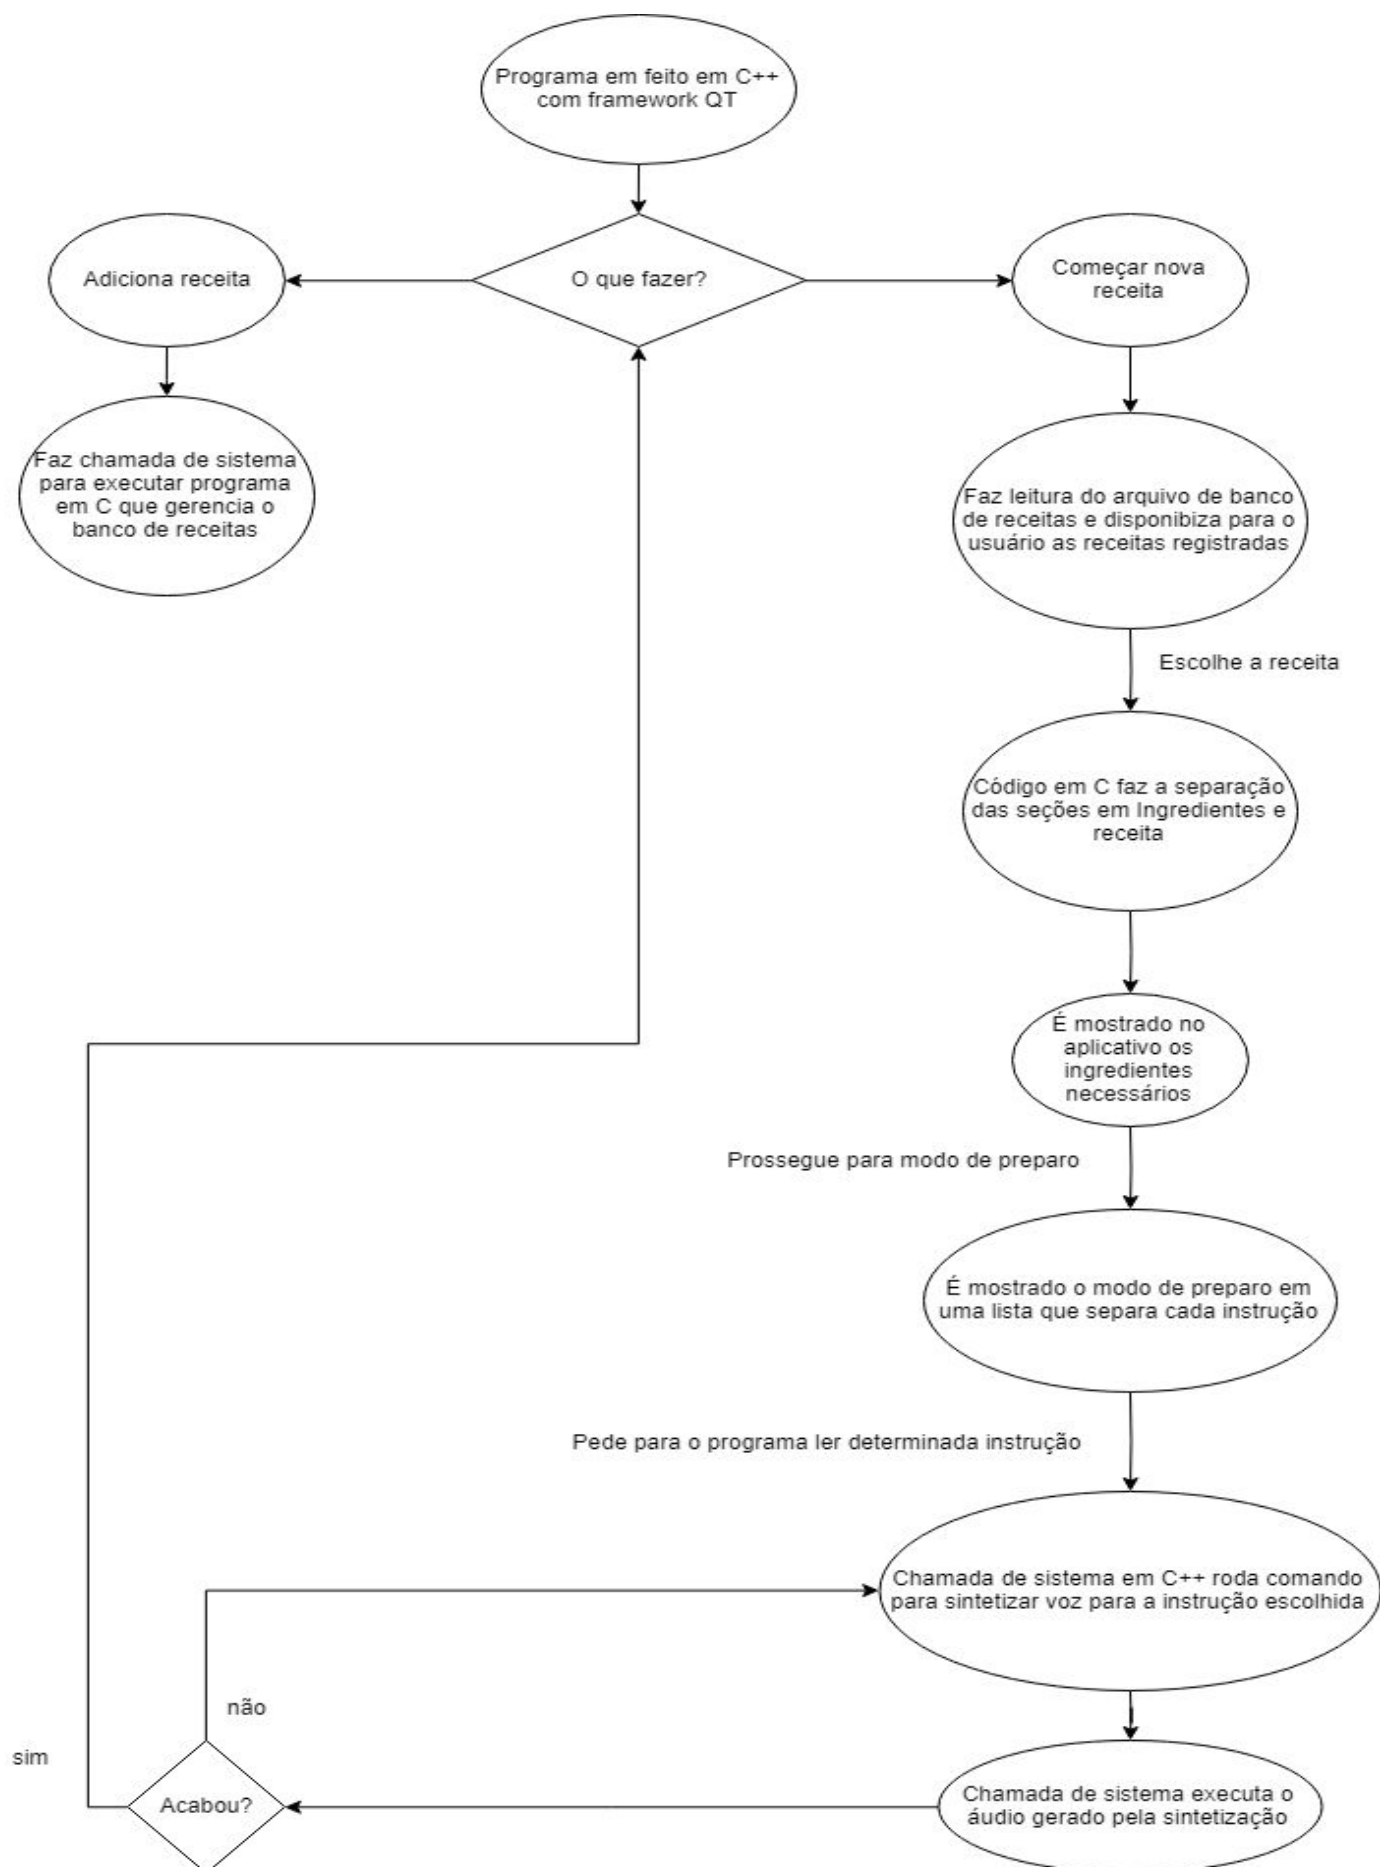 Programa em feito em C++
com framework QT
Adiciona receita
O que fazer?
Começar nova
receita
Faz chamada de sistema
para executar programa
em C que gerencia o
banco de receitas
Faz leitura do arquivo de banco
de receitas e disponibiza para o
usuário as receitas registradas
Escolhe a receita
Código em C faz a separação
das seções em Ingredientes e
receita
É mostrado no
aplicativo os
ingredientes
necessários
Prossegue para modo de preparo
É mostrado o modo de preparo em
uma lista que separa cada instrução
Pede para o programa ler determinada instrução
Chamada de sistema em C++ roda comando
para sintetizar voz para a instrução escolhida
não
sim
Acabou?
Chamada de sistema executa o
áudio gerado pela sintetização